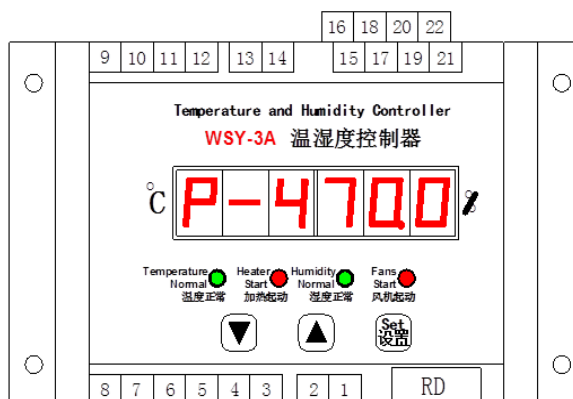 16 18 20 22
9 10 11 12 13 14 15 17 19 21
Temperature and Humidity Controller
WSY-3A 温湿度控制器
°C P-470.0 %
Temperature Normal 温度正常
Heater Start 加热起动
Humidity Normal 湿度正常
Fans Start 风机起动
▼ ▲ Set 设置
8 7 6 5 4 3 2 1 RD